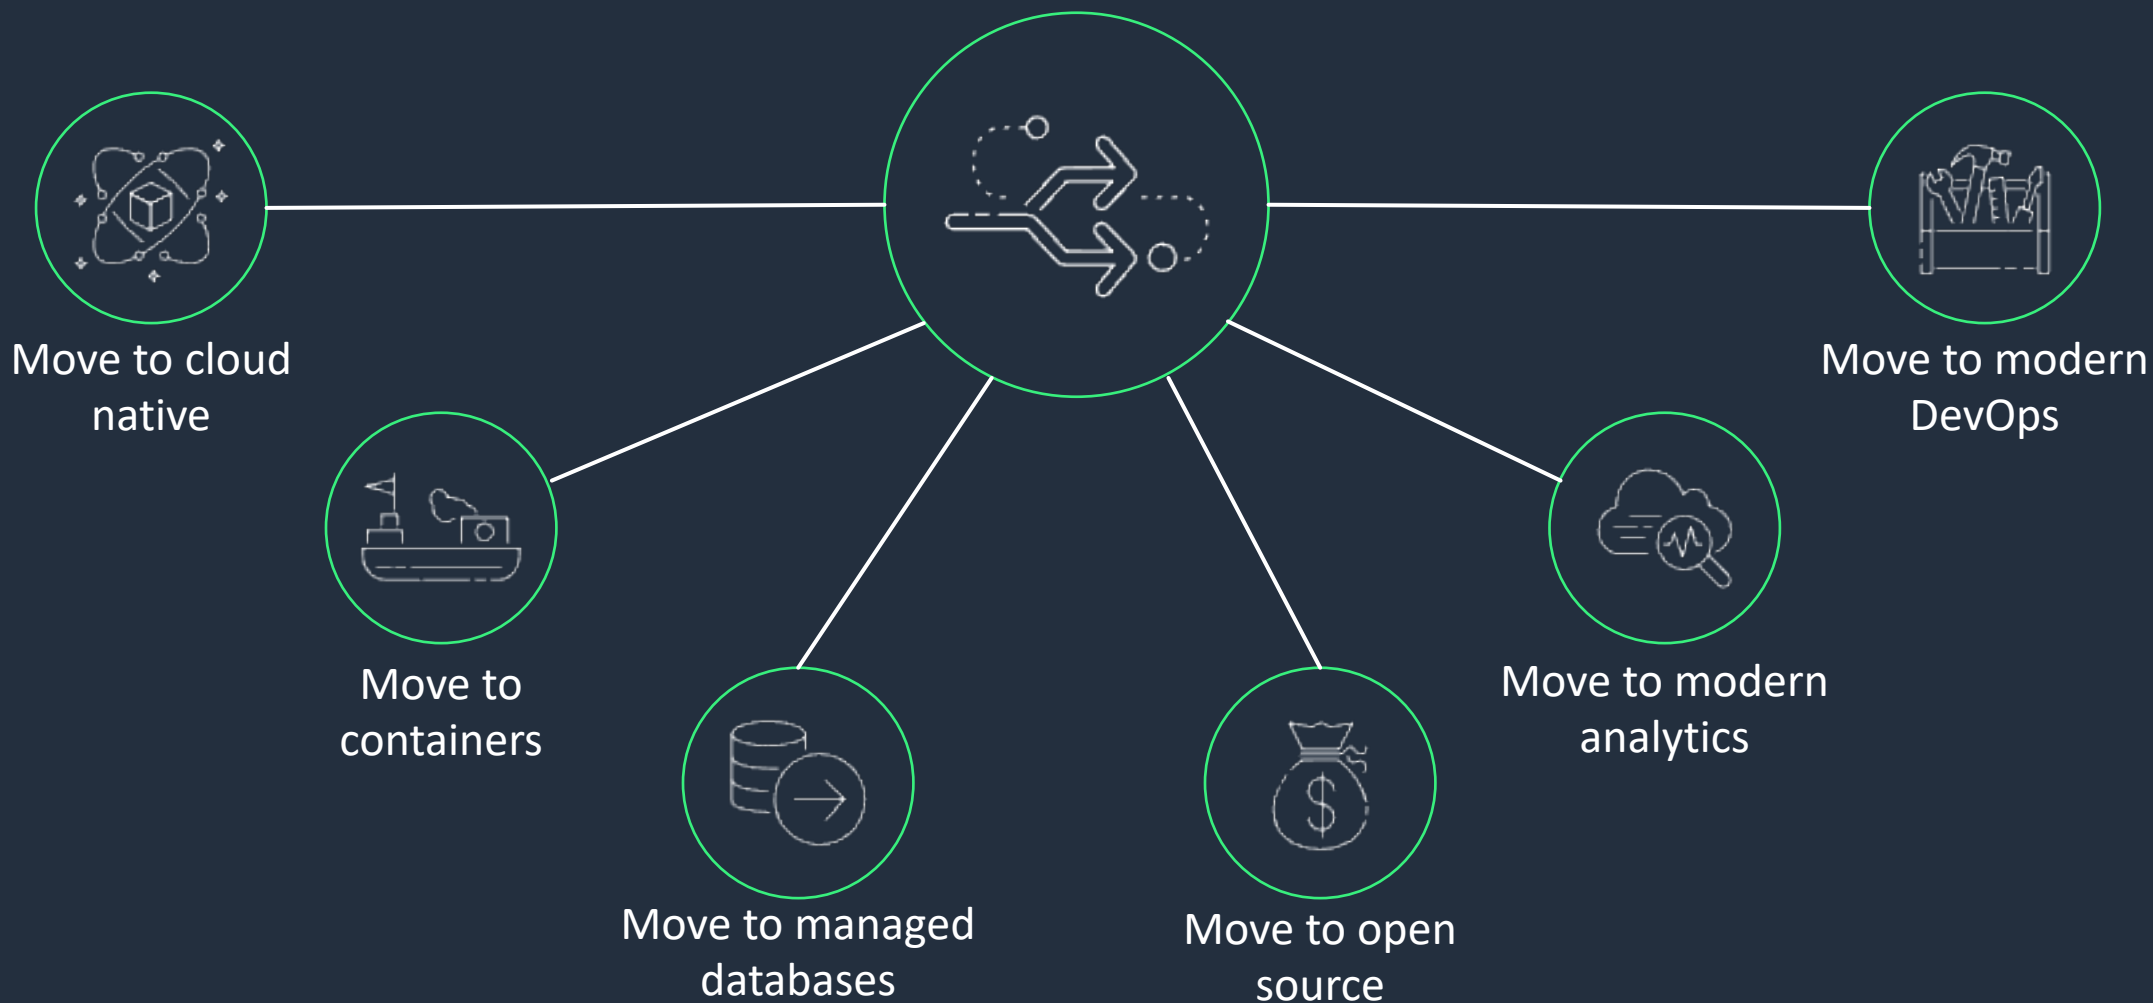 Move to cloud
native
Move to
containers
Move to managed
databases
Move to open
source
Move to modern
analytics
Move to modern
DevOps
$